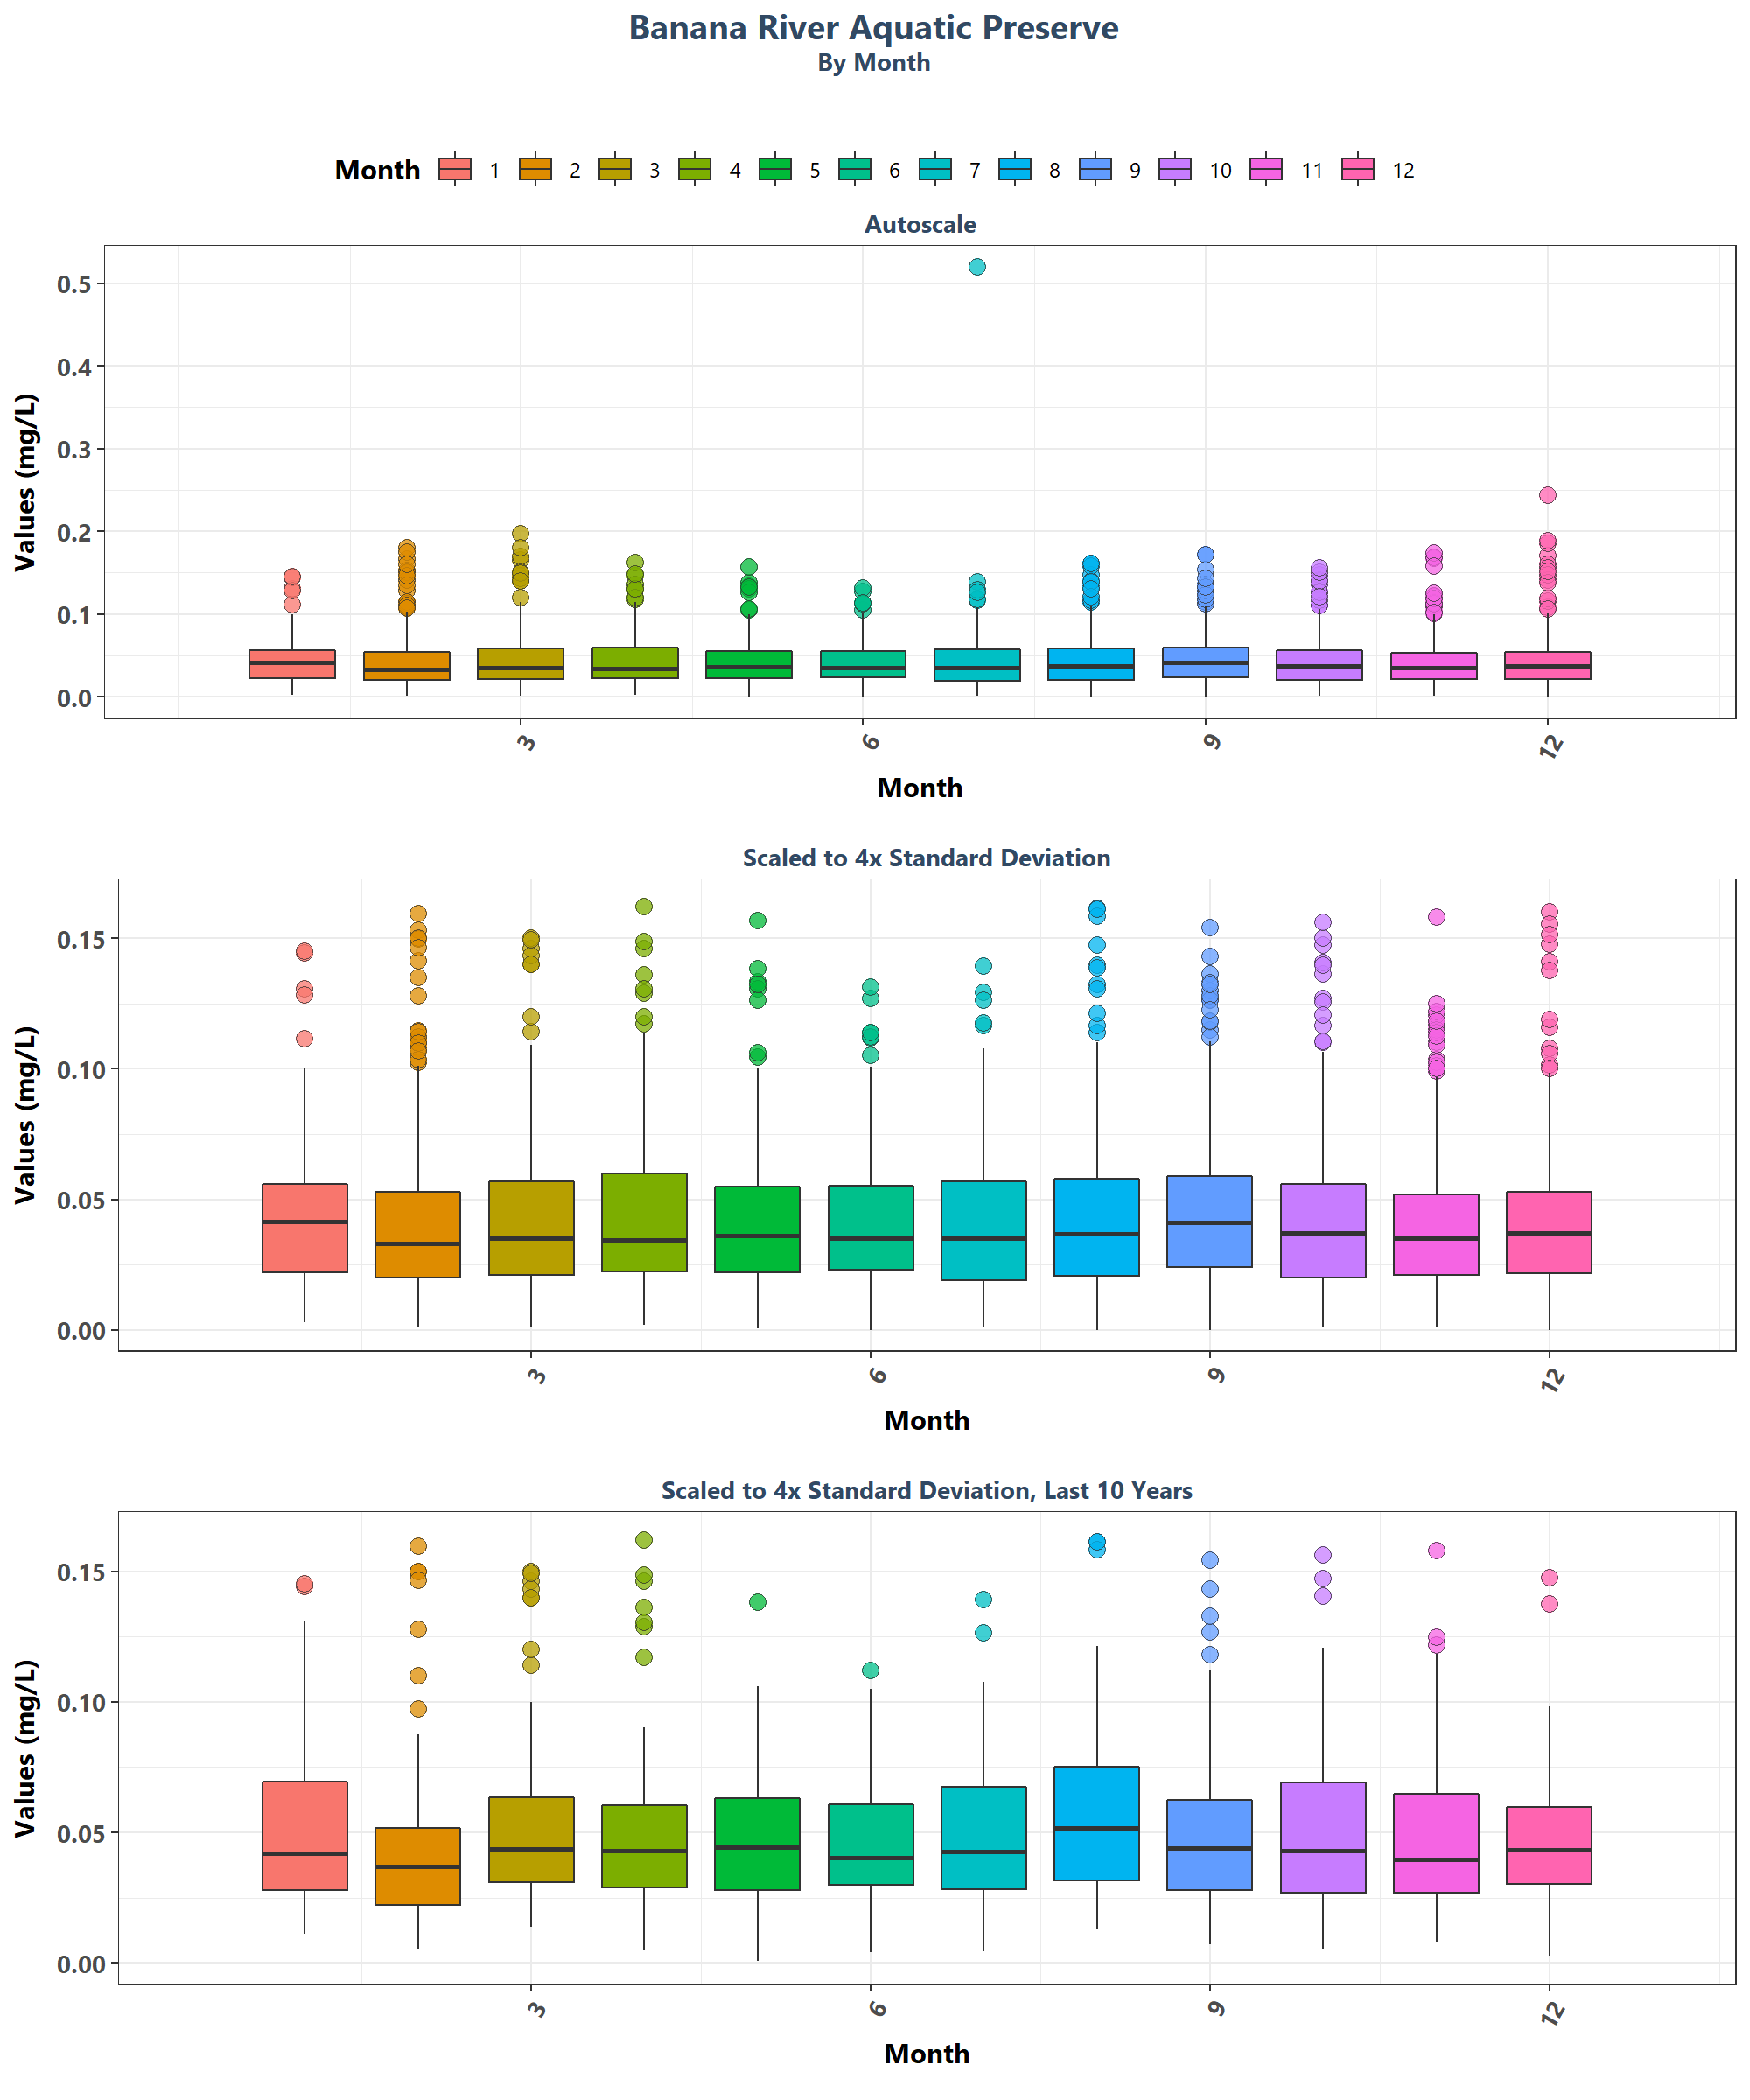 Banana River Aquatic Preserve
By Month
Month 1 2 3 4 5 6 7 8 9 10 11 12
Autoscale
Values (mg/L)
0.5
0.4
0.3
0.2
0.1
0.0
3 6 9 12
Month
Scaled to 4x Standard Deviation
Values (mg/L)
0.15
0.10
0.05
0.00
3 6 9 12
Month
Scaled to 4x Standard Deviation, Last 10 Years
Values (mg/L)
0.15
0.10
0.05
0.00
3 6 9 12
Month